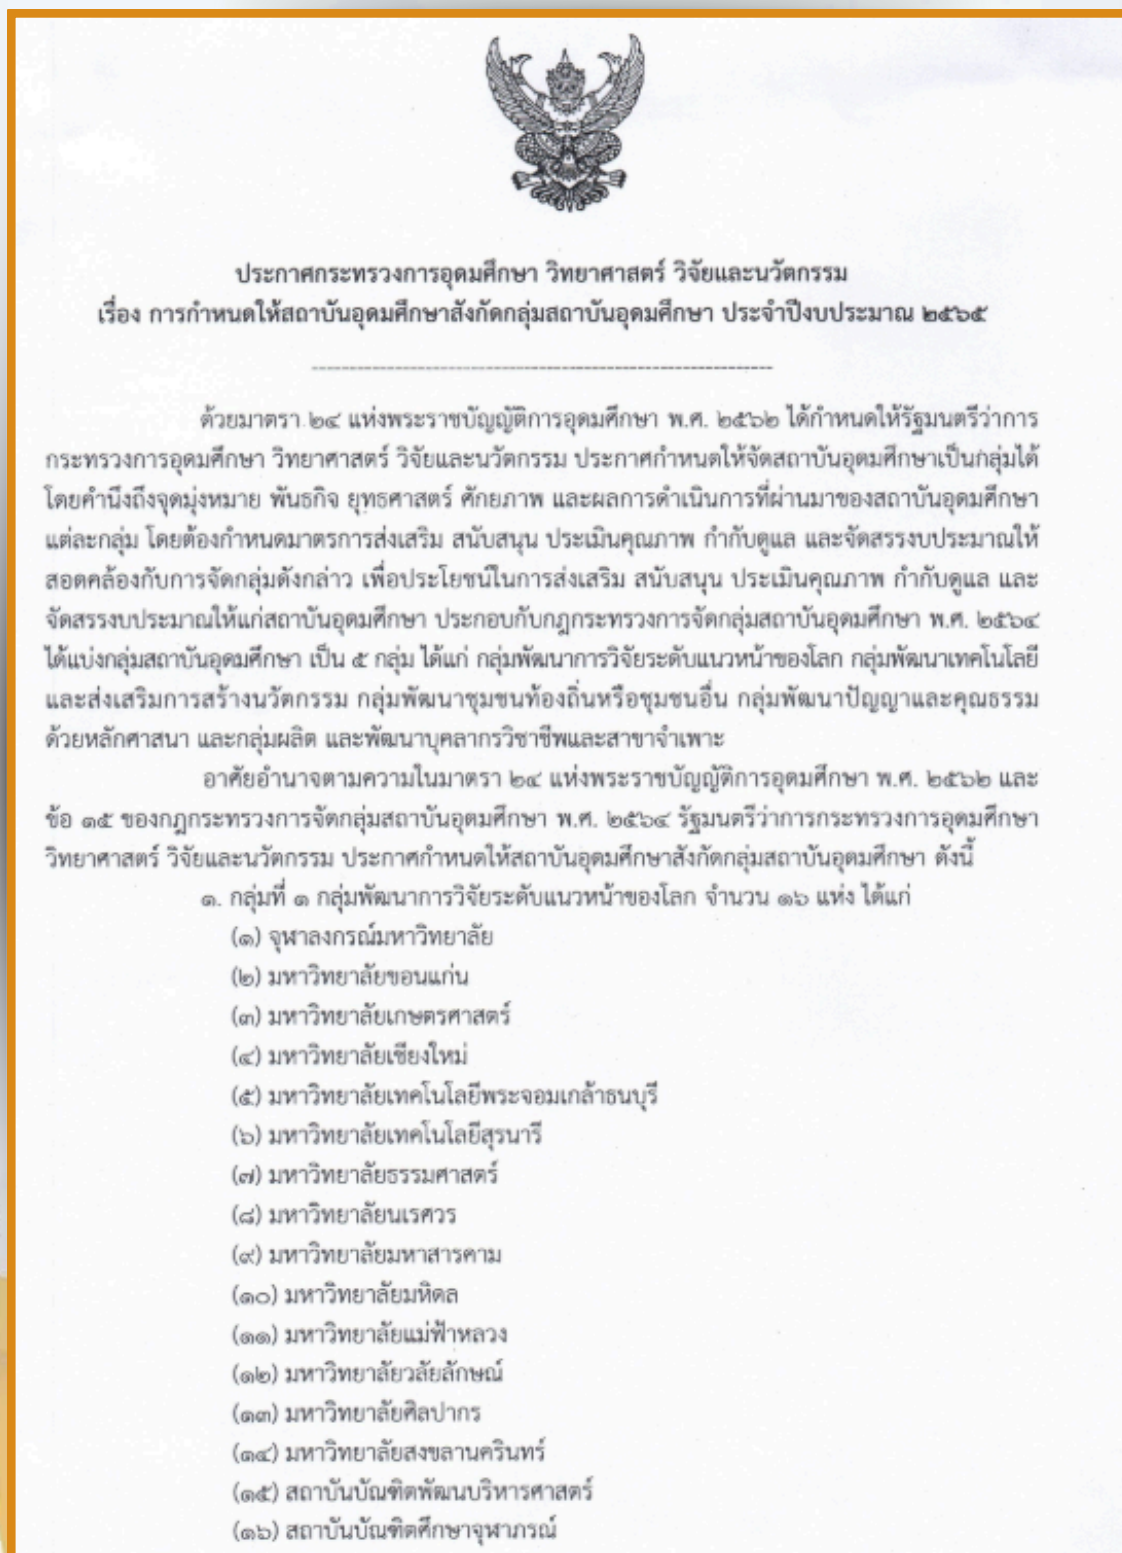 ประกาศกระทรวงการอุดมศึกษา วิทยาศาสตร์ วิจัยและนวัตกรรม
เรื่อง การกำหนดให้สถาบันอุดมศึกษาสังกัดกลุ่มสถาบันอุดมศึกษา ประจำปีงบประมาณ ๒๕๖๕
ด้วยมาตรา ๒๔ แห่งพระราชบัญญัติการอุดมศึกษา พ.ศ. ๒๕๖๒ ได้กำหนดให้รัฐมนตรีว่าการ
กระทรวงการอุดมศึกษา วิทยาศาสตร์ วิจัยและนวัตกรรม ประกาศกำหนดให้จัดสถาบันอุดมศึกษาเป็นกลุ่มได้
โดยคำนึงถึงจุดมุ่งหมาย พันธกิจ ยุทธศาสตร์ ศักยภาพ และผลการดำเนินการที่ผ่านมาของสถาบันอุดมศึกษา
แต่ละกลุ่ม โดยต้องกำหนดมาตรการส่งเสริม สนับสนุน ประเมินคุณภาพ กำกับดูแล และจัดสรรงบประมาณให้
สอดคล้องกับการจัดกลุ่มดังกล่าว เพื่อประโยชน์ในการส่งเสริม สนับสนุน ประเมินคุณภาพ กำกับดูแล และ
จัดสรรงบประมาณให้แก่สถาบันอุดมศึกษา ประกอบกับกฎกระทรวงการจัดกลุ่มสถาบันอุดมศึกษา พ.ศ. ๒๕๖๔
ได้แบ่งกลุ่มสถาบันอุดมศึกษา เป็น ๕ กลุ่ม ได้แก่ กลุ่มพัฒนาการวิจัยระดับแนวหน้าของโลก กลุ่มพัฒนาเทคโนโลยี
และส่งเสริมการสร้างนวัตกรรม กลุ่มพัฒนาชุมชนท้องถิ่นหรือชุมชนอื่น กลุ่มพัฒนาปัญญาและคุณธรรม
ด้วยหลักศาสนา และกลุ่มผลิต และพัฒนาบุคลากรวิชาชีพและสาขาจำเพาะ
อาศัยอำนาจตามความในมาตรา ๒๔ แห่งพระราชบัญญัติการอุดมศึกษา พ.ศ. ๒๕๖๒ และ
ข้อ ๑๕ ของกฎกระทรวงการจัดกลุ่มสถาบันอุดมศึกษา พ.ศ. ๒๕๖๔ รัฐมนตรีว่าการกระทรวงการอุดมศึกษา
วิทยาศาสตร์ วิจัยและนวัตกรรม ประกาศกำหนดให้สถาบันอุดมศึกษาสังกัดกลุ่มสถาบันอุดมศึกษา ดังนี้
๑. กลุ่มที่ ๑ กลุ่มพัฒนาการวิจัยระดับแนวหน้าของโลก จำนวน ๑๖ แห่ง ได้แก่
(๑) จุฬาลงกรณ์มหาวิทยาลัย
(๒) มหาวิทยาลัยขอนแก่น
(๓) มหาวิทยาลัยเกษตรศาสตร์
(๔) มหาวิทยาลัยเชียงใหม่
(๕) มหาวิทยาลัยเทคโนโลยีพระจอมเกล้าธนบุรี
(๖) มหาวิทยาลัยเทคโนโลยีสุรนารี
(๗) มหาวิทยาลัยธรรมศาสตร์
(๘) มหาวิทยาลัยนเรศวร
(๙) มหาวิทยาลัยมหาสารคาม
(๑๐) มหาวิทยาลัยมหิดล
(๑๑) มหาวิทยาลัยแม่ฟ้าหลวง
(๑๒) มหาวิทยาลัยวลัยลักษณ์
(๑๓) มหาวิทยาลัยศิลปากร
(๑๔) มหาวิทยาลัยสงขลานครินทร์
(๑๕) สถาบันบัณฑิตพัฒนบริหารศาสตร์
(๑๖) สถาบันบัณฑิตศึกษาจุฬาภรณ์